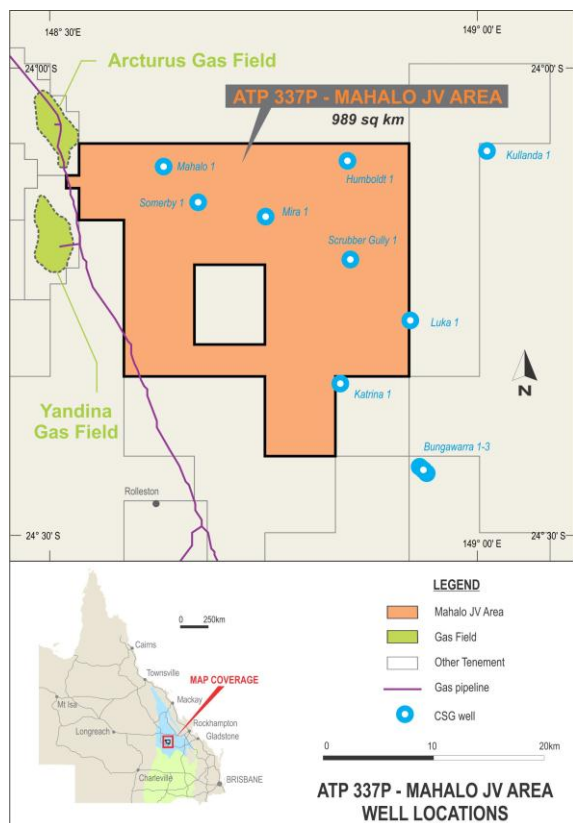 148° 30'E
149° 00' E
24° 00' S
24° 00' S
Arcturus Gas Field
ATP 337P - MAHALO JV AREA
989 sq km
Mahalo 1
Humboldt 1
Kullanda 1
Somerby 1
Mira 1
Scrubber Gully 1
Luka 1
Yandina
Gas Field
Katrina 1
N
Bungawarra 1-3
Rolleston
24° 30' S
24° 30' S
149° 00' E
0 250km
Cairns
Townsville
MAP COVERAGE
Mt Isa
Mackay
Longreach
Rockhampton
Gladstone
Charleville
BRISBANE
LEGEND
Mahalo JV Area
Gas Field
Other Tenement
Gas pipeline
CSG well
0 10 20km
ATP 337P - MAHALO JV AREA
WELL LOCATIONS